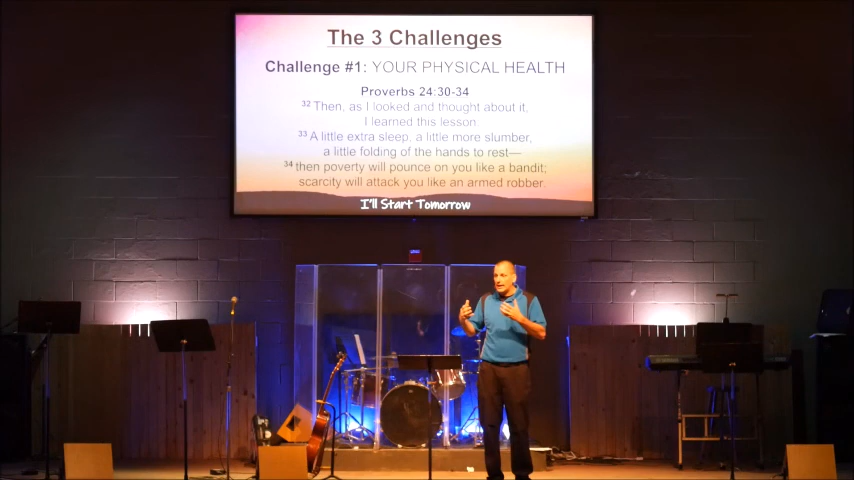 The 3 Challenges
Challenge #1: YOUR PHYSICAL HEALTH
Proverbs 24:30-34
32 Then, as I looked and thought about it,
I learned this lesson:
33 A little extra sleep, a little more slumber,
a little folding of the hands to rest—
34 then poverty will pounce on you like a bandit;
scarcity will attack you like an armed robber.
I'll Start Tomorrow